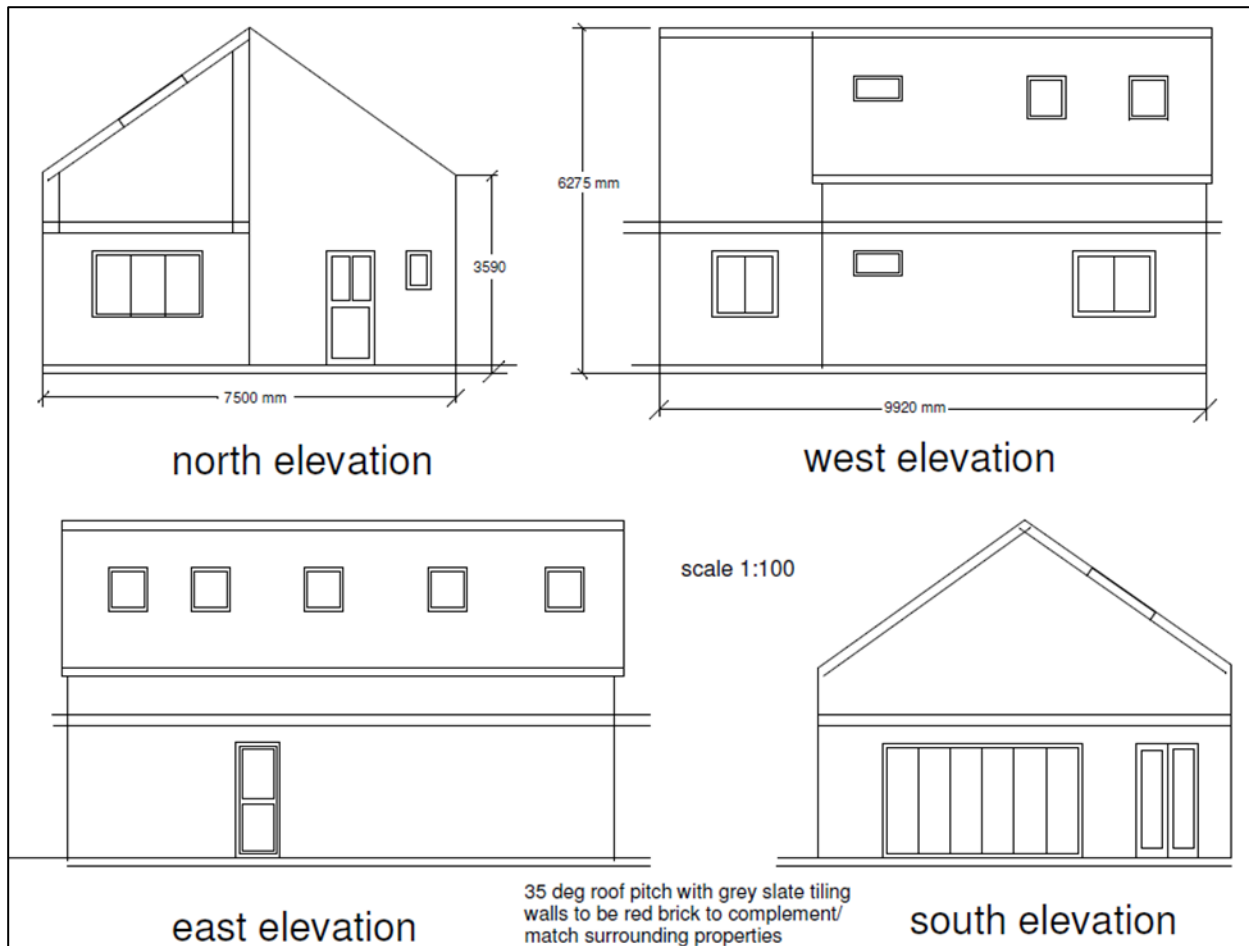 6275 mm
3590
7500 mm
9920 mm
north elevation
west elevation
scale 1:100
35 deg roof pitch with grey slate tiling
walls to be red brick to complement/
match surrounding properties
east elevation
south elevation